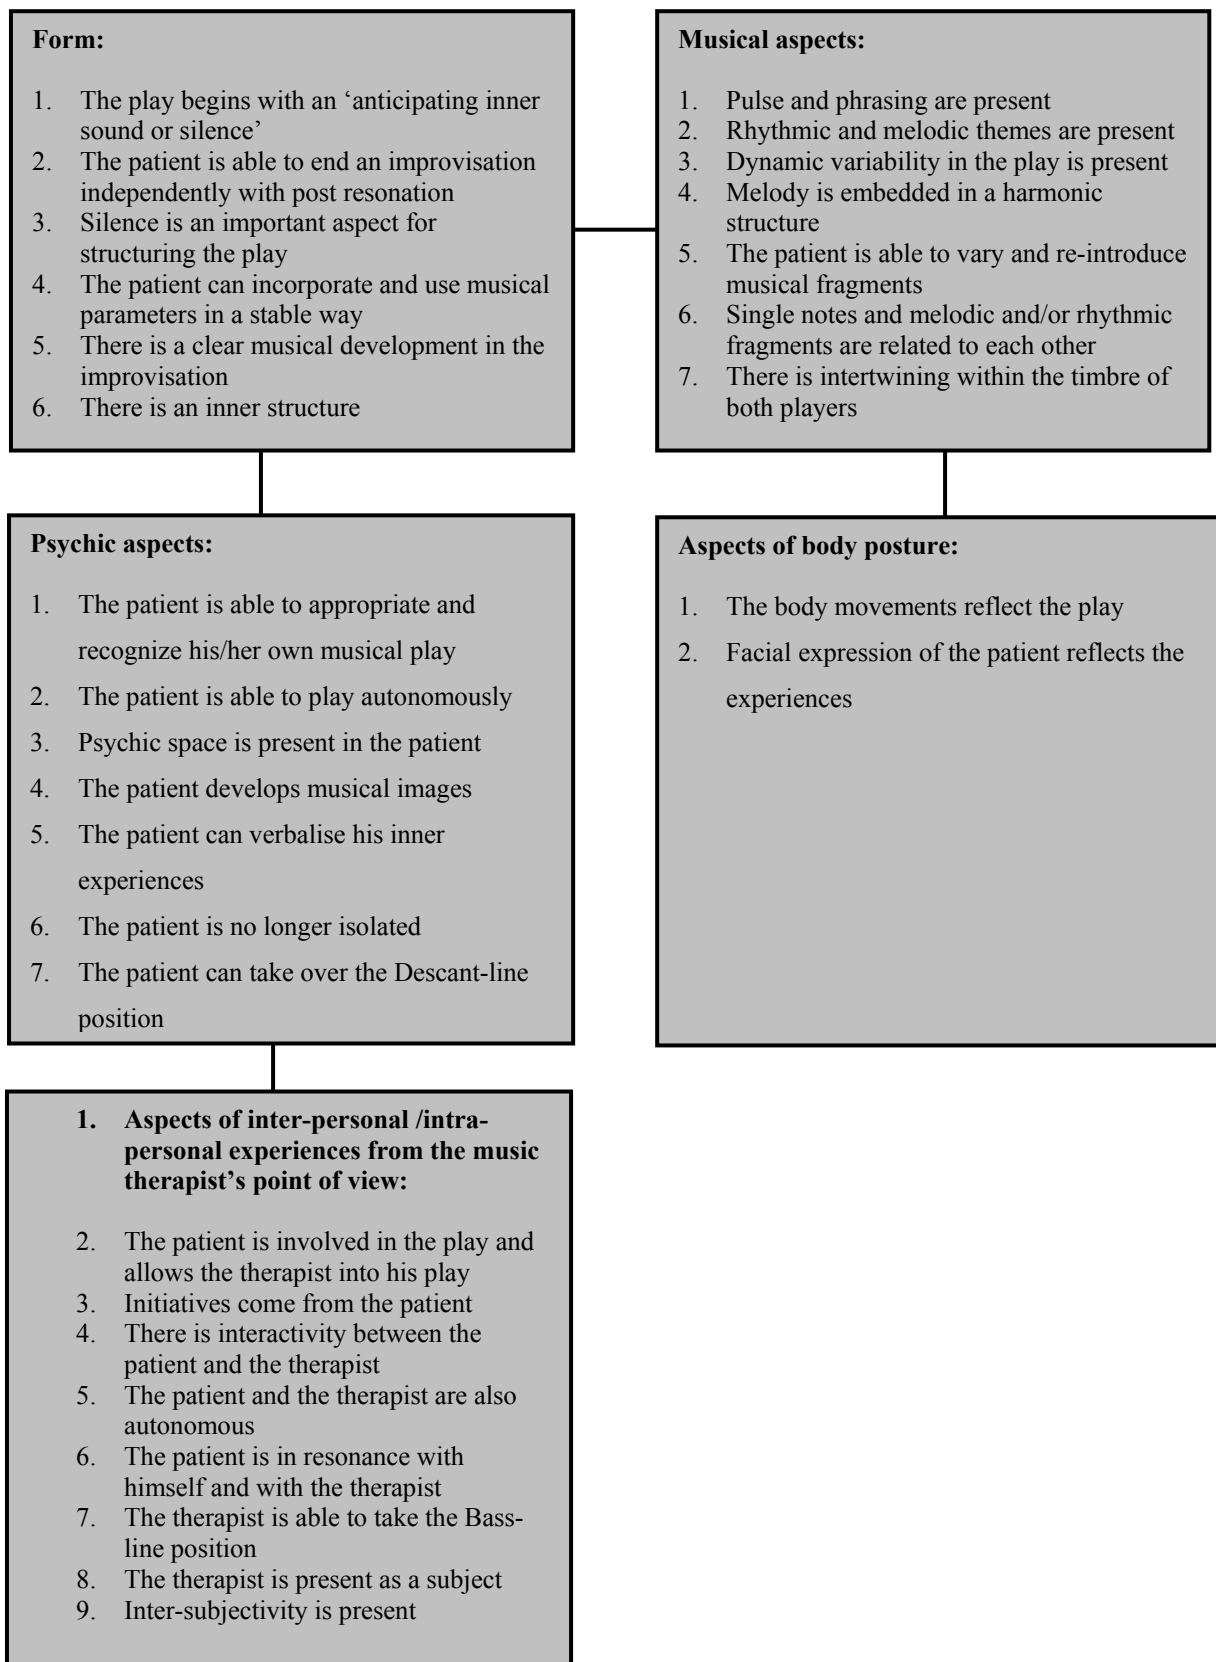 Form:
1. The play begins with an ‘anticipating inner
sound or silence’
2. The patient is able to end an improvisation
independently with post resonation
3. Silence is an important aspect for
structuring the play
4. The patient can incorporate and use musical
parameters in a stable way
5. There is a clear musical development in the
improvisation
6. There is an inner structure
Musical aspects:
1. Pulse and phrasing are present
2. Rhythmic and melodic themes are present
3. Dynamic variability in the play is present
4. Melody is embedded in a harmonic
structure
5. The patient is able to vary and re-introduce
musical fragments
6. Single notes and melodic and/or rhythmic
fragments are related to each other
7. There is intertwining within the timbre of
both players
Psychic aspects:
1. The patient is able to appropriate and
recognize his/her own musical play
2. The patient is able to play autonomously
3. Psychic space is present in the patient
4. The patient develops musical images
5. The patient can verbalise his inner
experiences
6. The patient is no longer isolated
7. The patient can take over the Descant-line
position
Aspects of body posture:
1. The body movements reflect the play
2. Facial expression of the patient reflects the
experiences
1. Aspects of inter-personal /intra-
personal experiences from the music
therapist’s point of view:
2. The patient is involved in the play and
allows the therapist into his play
3. Initiatives come from the patient
4. There is interactivity between the
patient and the therapist
5. The patient and the therapist are also
autonomous
6. The patient is in resonance with
himself and with the therapist
7. The therapist is able to take the Bass-
line position
8. The therapist is present as a subject
9. Inter-subjectivity is present